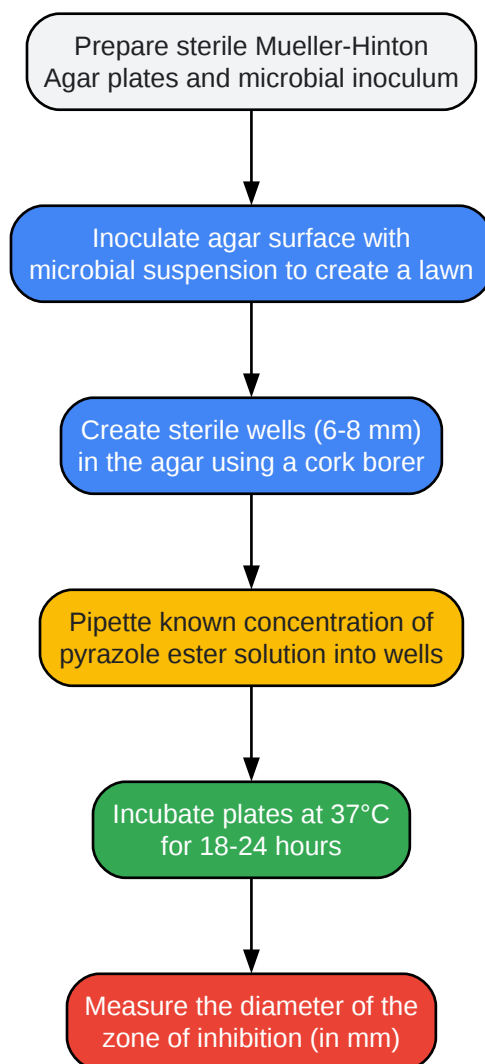 Prepare sterile Mueller-Hinton
Agar plates and microbial inoculum
Inoculate agar surface with
microbial suspension to create a lawn
Create sterile wells (6-8 mm)
in the agar using a cork borer
Pipette known concentration of
pyrazole ester solution into wells
Incubate plates at 37°C
for 18-24 hours
Measure the diameter of the
zone of inhibition (in mm)